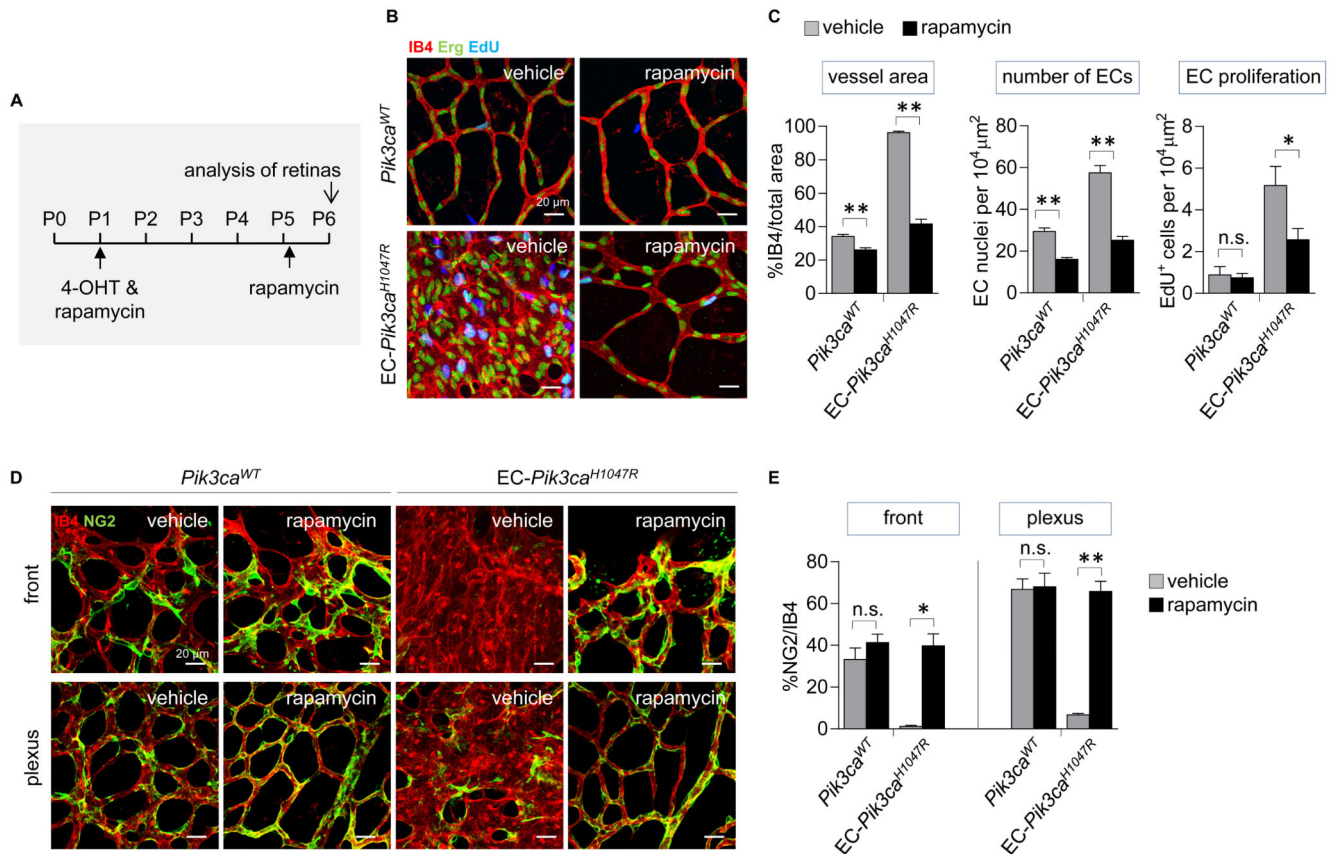 A
analysis of retinas
P0 P1 P2 P3 P4 P5 P6
4-OHT &
rapamycin
rapamycin
B
IB4 Erg EdU
vehicle
rapamycin
Pik3caWT
20 µm
EC-Pik3caH1047R
vehicle
rapamycin
C
vehicle
rapamycin
vessel area
%IB4/total area
100
80
60
40
20
0
**
**
Pik3caWT
EC-Pik3caH1047R
number of ECs
EC nuclei per 10⁴µm²
80
60
40
20
0
**
**
Pik3caWT
EC-Pik3caH1047R
EC proliferation
EdU⁺ cells per 10⁴µm²
8
6
4
2
0
n.s.
*
Pik3caWT
EC-Pik3caH1047R
D
Pik3caWT
EC-Pik3caH1047R
front
IB4 NG2
vehicle
rapamycin
vehicle
rapamycin
20 µm
plexus
vehicle
rapamycin
vehicle
rapamycin
E
front
plexus
%NG2/IB4
80
60
40
20
0
n.s.
*
n.s.
**
Pik3caWT
EC-Pik3caH1047R
Pik3caWT
EC-Pik3caH1047R
vehicle
rapamycin